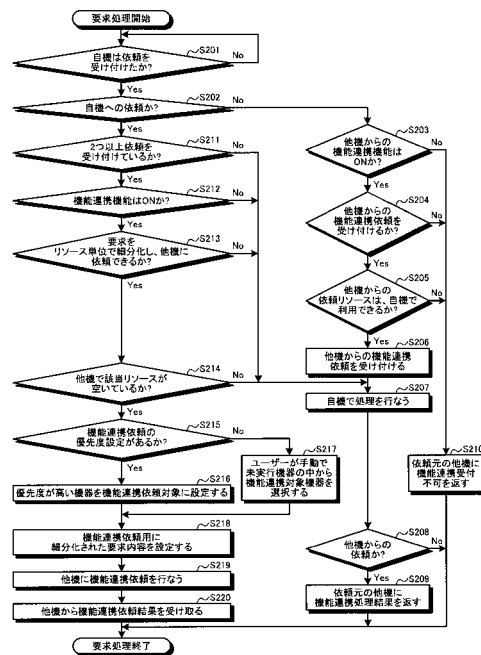 要求処理開始
S201
自機は依頼を
受け付けたか?
No
Yes
S202
自機への依頼か?
No
Yes
S211
2つ以上依頼を
受け付けているか?
No
Yes
S212
機能連携機能はONか?
No
Yes
S213
要求を
リソース単位で細分化し、他機に
依頼できるか?
No
Yes
S214
他機で該当リソースが
空いているか?
No
Yes
S215
機能連携依頼の
優先度設定があるか?
No
Yes
S216
優先度が高い機器を機能連携依頼対象に設定する
S217
ユーザーが手動で
未実行機器の中から
機能連携対象機器を
選択する
S218
機能連携依頼用に
細分化された要求内容を設定する
S219
他機に機能連携依頼を行なう
S220
他機から機能連携依頼結果を受け取る
要求処理終了
S203
他機からの
機能連携機能は
ONか?
No
Yes
S204
他機からの
機能連携依頼を
受け付けるか?
No
Yes
S205
他機からの
依頼リソースは、自機で
利用できるか?
No
Yes
S206
他機からの機能連携
依頼を受け付ける
S207
自機で処理を行なう
S208
他機からの
依頼か?
No
Yes
S209
依頼元の他機に
機能連携処理結果を返す
S210
依頼元の他機に
機能連携受付
不可を返す